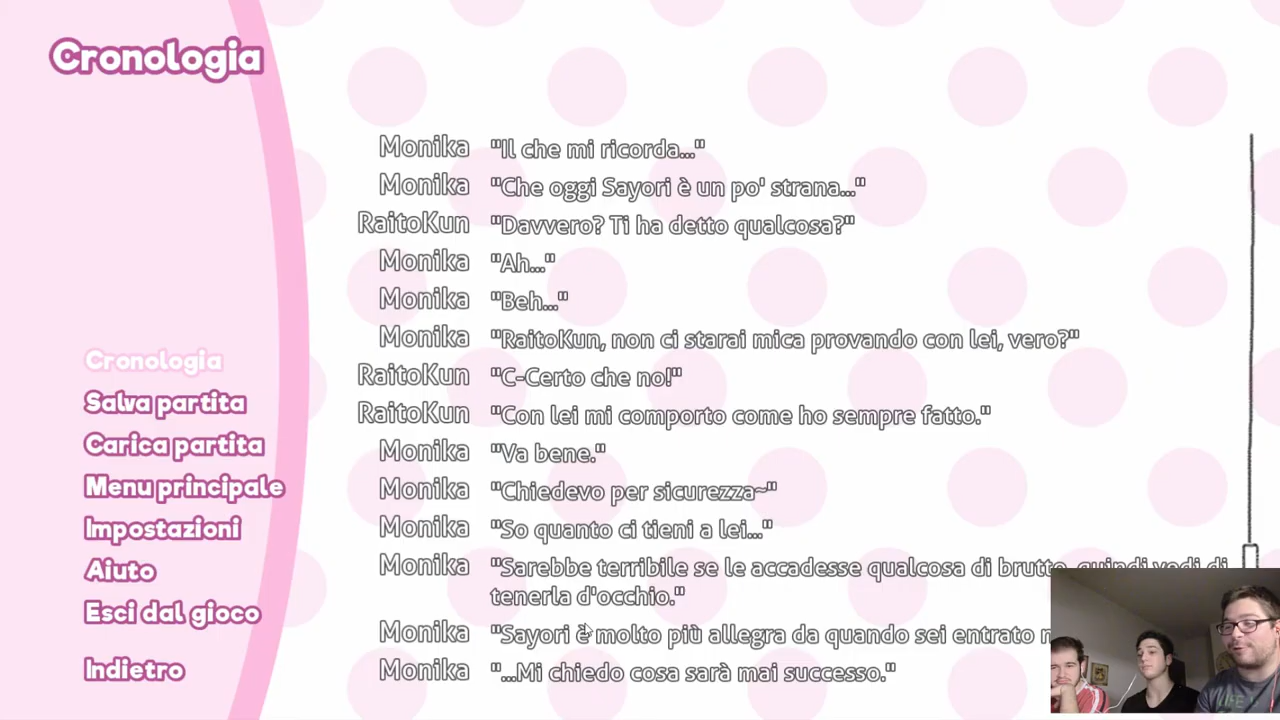 Cronologia
Monika "Il che mi ricorda..."
Monika "Che oggi Sayori è un po' strana..."
RaitoKun "Davvero? Ti ha detto qualcosa?"
Monika "Ah..."
Monika "Beh..."
Monika "RaitoKun, non ci starai mica provando con lei, vero?"
RaitoKun "C-Certo che no!"
RaitoKun "Con lei mi comporto come ho sempre fatto."
Monika "Va bene."
Monika "Chiedevo per sicurezza~"
Monika "So quanto ci tieni a lei..."
Monika "Sarebbe terribile se le accadesse qualcosa di brutto, quindi vedi di
tenerla d'occhio."
Monika "Sayori è molto più allegra da quando sei entrato
Monika "...Mi chiedo cosa sarà mai successo."
Cronologia
Salva partita
Carica partita
Menu principale
Impostazioni
Aiuto
Esci dal gioco
Indietro
LIFE